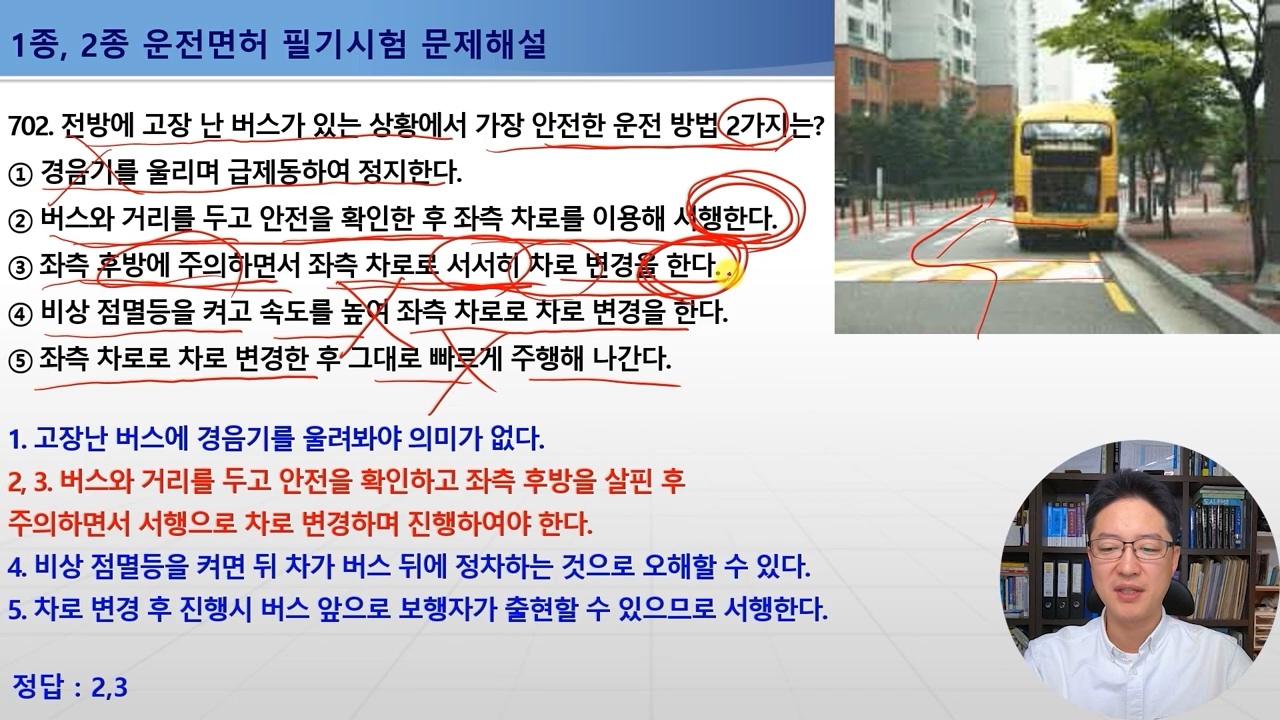 1종, 2종 운전면허 필기시험 문제해설
702. 전방에 고장 난 버스가 있는 상황에서 가장 안전한 운전 방법 2가지는?
① 경음기를 울리며 급제동하여 정지한다.
② 버스와 거리를 두고 안전을 확인한 후 좌측 차로를 이용해 서행한다.
③ 좌측 후방에 주의하면서 좌측 차로로 서서히 차로 변경을 한다.
④ 비상 점멸등을 켜고 속도를 높여 좌측 차로로 차로 변경을 한다.
⑤ 좌측 차로로 차로 변경한 후 그대로 빠르게 주행해 나간다.
1. 고장난 버스에 경음기를 울려봐야 의미가 없다.
2, 3. 버스와 거리를 두고 안전을 확인하고 좌측 후방을 살핀 후
주의하면서 서행으로 차로 변경하며 진행하여야 한다.
4. 비상 점멸등을 켜면 뒤 차가 버스 뒤에 정차하는 것으로 오해할 수 있다.
5. 차로 변경 후 진행시 버스 앞으로 보행자가 출현할 수 있으므로 서행한다.
정답 : 2,3